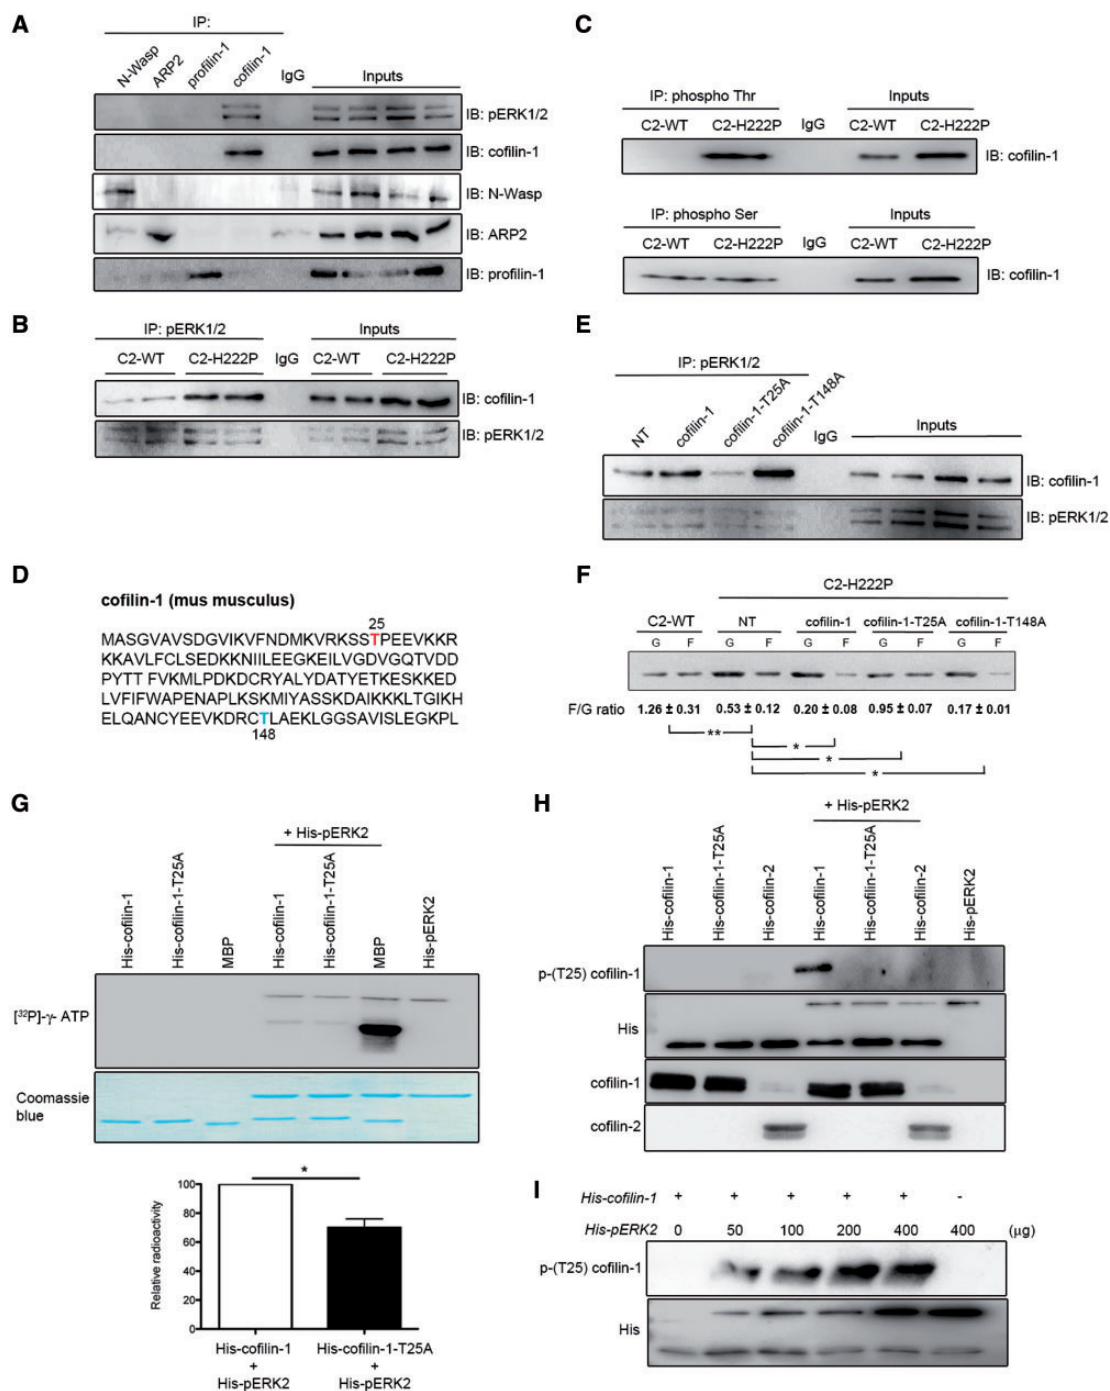 A
IP:
N-Wasp
ARP2
profilin-1
cofilin-1
IgG
Inputs
IB: pERK1/2
IB: cofilin-1
IB: N-Wasp
IB: ARP2
IB: profilin-1
B
IP: pERK1/2
Inputs
C2-WT C2-H222P IgG C2-WT C2-H222P
IB: cofilin-1
IB: pERK1/2
C
IP: phospho Thr
Inputs
C2-WT C2-H222P IgG C2-WT C2-H222P
IB: cofilin-1
IP: phospho Ser
Inputs
C2-WT C2-H222P IgG C2-WT C2-H222P
IB: cofilin-1
D
cofilin-1 (mus musculus)
25
MASGVAVSDGVIKVFNDMKVRKSSTPEEVKKR
KKAVLFCLSEDKKNIILEEGKEILVGDVGQTVDD
PYTT FVKMLPDKDCRYALYDATYETKESKKED
LVFIFWAPENAPLKSKMIYASSKDAIKKKLTGIKH
ELQANCYEEVKDRCTLAEKLGGSAVISLEGKPL
148
E
IP: pERK1/2
NT
cofilin-1
cofilin-1-T25A
cofilin-1-T148A
IgG
Inputs
IB: cofilin-1
IB: pERK1/2
F
C2-H222P
C2-WT NT cofilin-1 cofilin-1-T25A cofilin-1-T148A
G F G F G F G F G F
F/G ratio 1.26 ± 0.31 0.53 ± 0.12 0.20 ± 0.08 0.95 ± 0.07 0.17 ± 0.01
**
*
*
*
G
+ His-pERK2
His-cofilin-1
His-cofilin-1-T25A
MBP
His-cofilin-1
His-cofilin-1-T25A
MBP
His-pERK2
[³²P]-γ- ATP
Coomassie
blue
*
Relative radioactivity
100
80
60
40
20
0
His-cofilin-1 His-cofilin-1-T25A
+ +
His-pERK2 His-pERK2
H
+ His-pERK2
His-cofilin-1
His-cofilin-1-T25A
His-cofilin-2
His-cofilin-1
His-cofilin-1-T25A
His-cofilin-2
His-pERK2
p-(T25) cofilin-1
His
cofilin-1
cofilin-2
I
His-cofilin-1 + + + + + -
His-pERK2 0 50 100 200 400 400 (µg)
p-(T25) cofilin-1
His